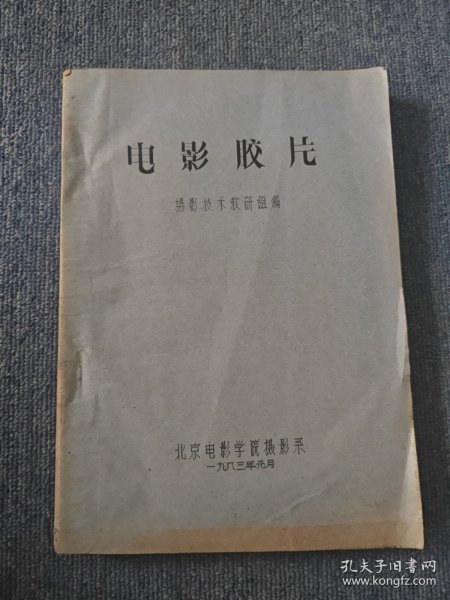 电影胶片
摄影技术教研组编
北京电影学院摄影系
一九八三年元月
孔夫子旧书网
www.kongfz.com